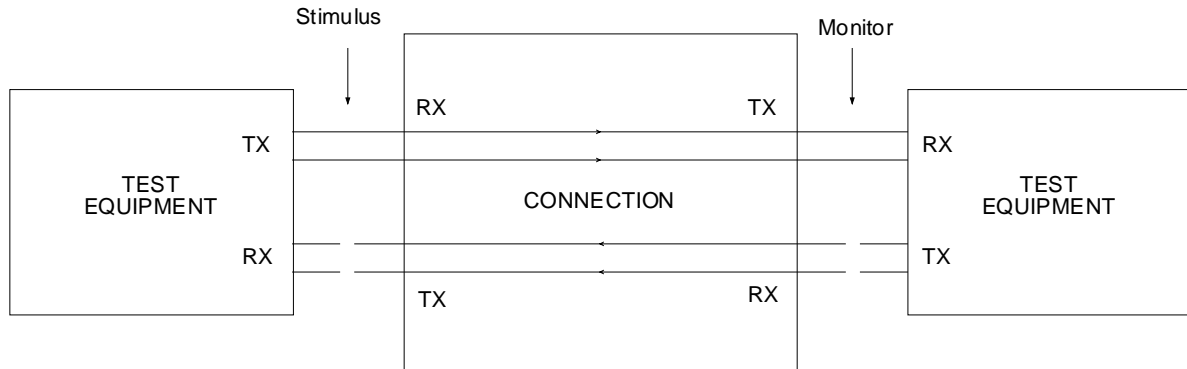 Stimulus
Monitor
RX
TX
TX
RX
TEST
EQUIPMENT
CONNECTION
TEST
EQUIPMENT
RX
TX
TX
RX